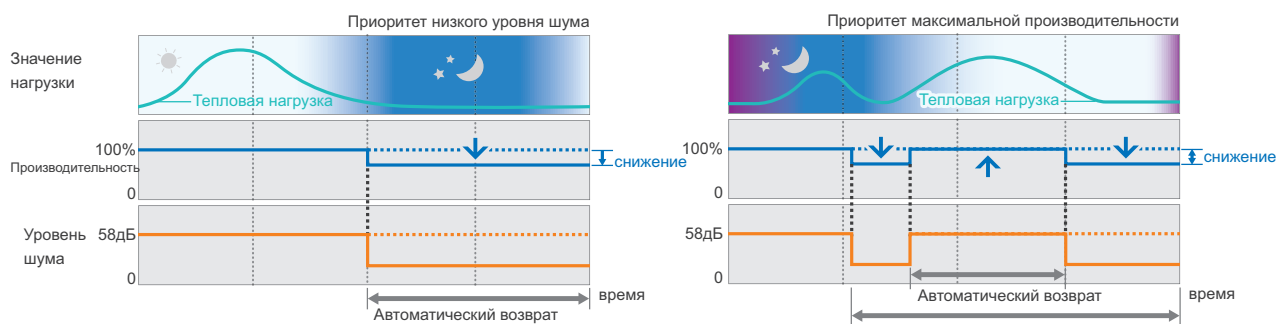 Приоритет низкого уровня шума
Значение
нагрузки
Тепловая нагрузка
100%
Производительность
0
снижение
Уровень
шума
58дБ
0
время
Автоматический возврат
Приоритет максимальной производительности
Тепловая нагрузка
100%
0
снижение
58дБ
0
Автоматический возврат
время